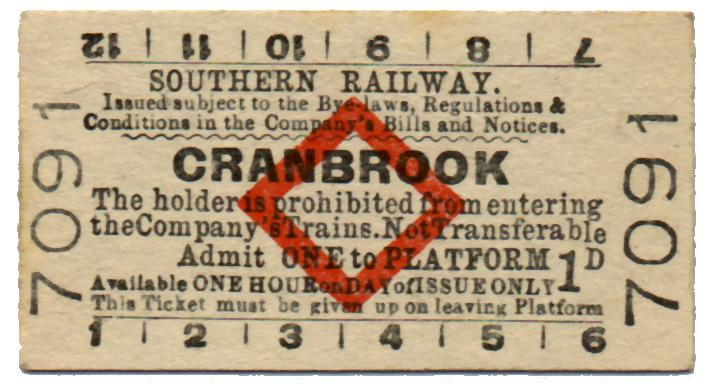 12 | 11 | 10 | 9 | 8 | 7
SOUTHERN RAILWAY.
Issued subject to the Bye-laws, Regulations &
Conditions in the Company's Bills and Notices.
CRANBROOK
The holder is prohibited from entering
the Company's Trains. Not Transferable
Admit ONE to PLATFORM 1D
Available ONE HOUR on DAY of ISSUE ONLY
This Ticket must be given up on leaving Platform
1 | 2 | 3 | 4 | 5 | 6
7091
7091